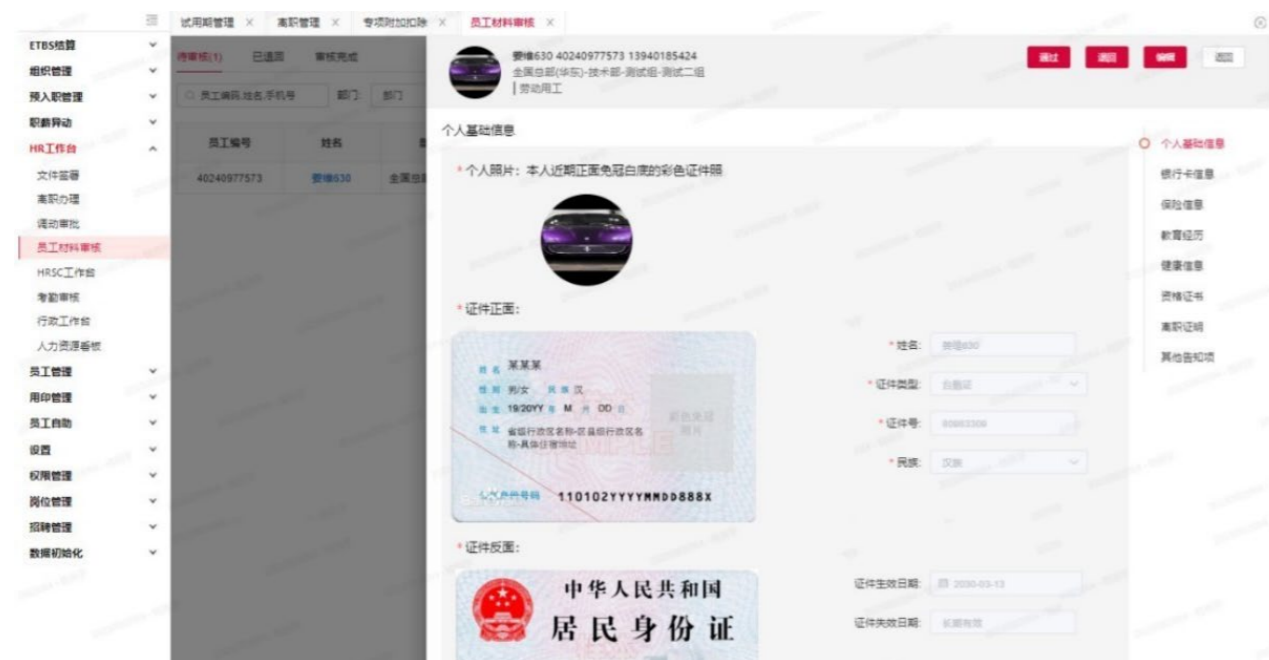 试用期管理 × 离职管理 × 专项附加扣除 × 员工材料审核 ×
ETBS结算
组织管理
预入职管理
职薪异动
HR工作台
文件签署
离职办理
调动审批
员工材料审核
HRSC工作台
考勤审核
行政工作台
人力资源看板
员工管理
用印管理
员工自助
设置
权限管理
岗位管理
招聘管理
数据初始化
待审核(1) 已退回 审核完成
员工编码,姓名,手机号 部门: 部门
员工编号 姓名
40240977573 630 全国总部
630 40240977573 13940185424
全国总部(华东)-技术部-测试组-测试二组
劳动用工
通过 退回 编辑 返回
个人基础信息
* 个人照片: 本人近期正面免冠白底的彩色证件照
* 证件正面:
姓名 某某某
性别 男/女 民族 汉
出生 19/20YY 年 M 月 DD 日
住址 省级行政区名称-区县级行政区名
称-具体住宿地址
彩色免冠
照片
SAMPLE
公民身份号码 110102YYYYMMDD888X
* 姓名: 630
* 证件类型: 台胞证
* 证件号:
* 民族: 汉族
* 证件反面:
中华人民共和国
居民身份证
证件生效日期: 2030-03-13
证件失效日期: 长期有效
个人基础信息
银行卡信息
保险信息
教育经历
健康信息
资格证书
离职证明
其他告知项